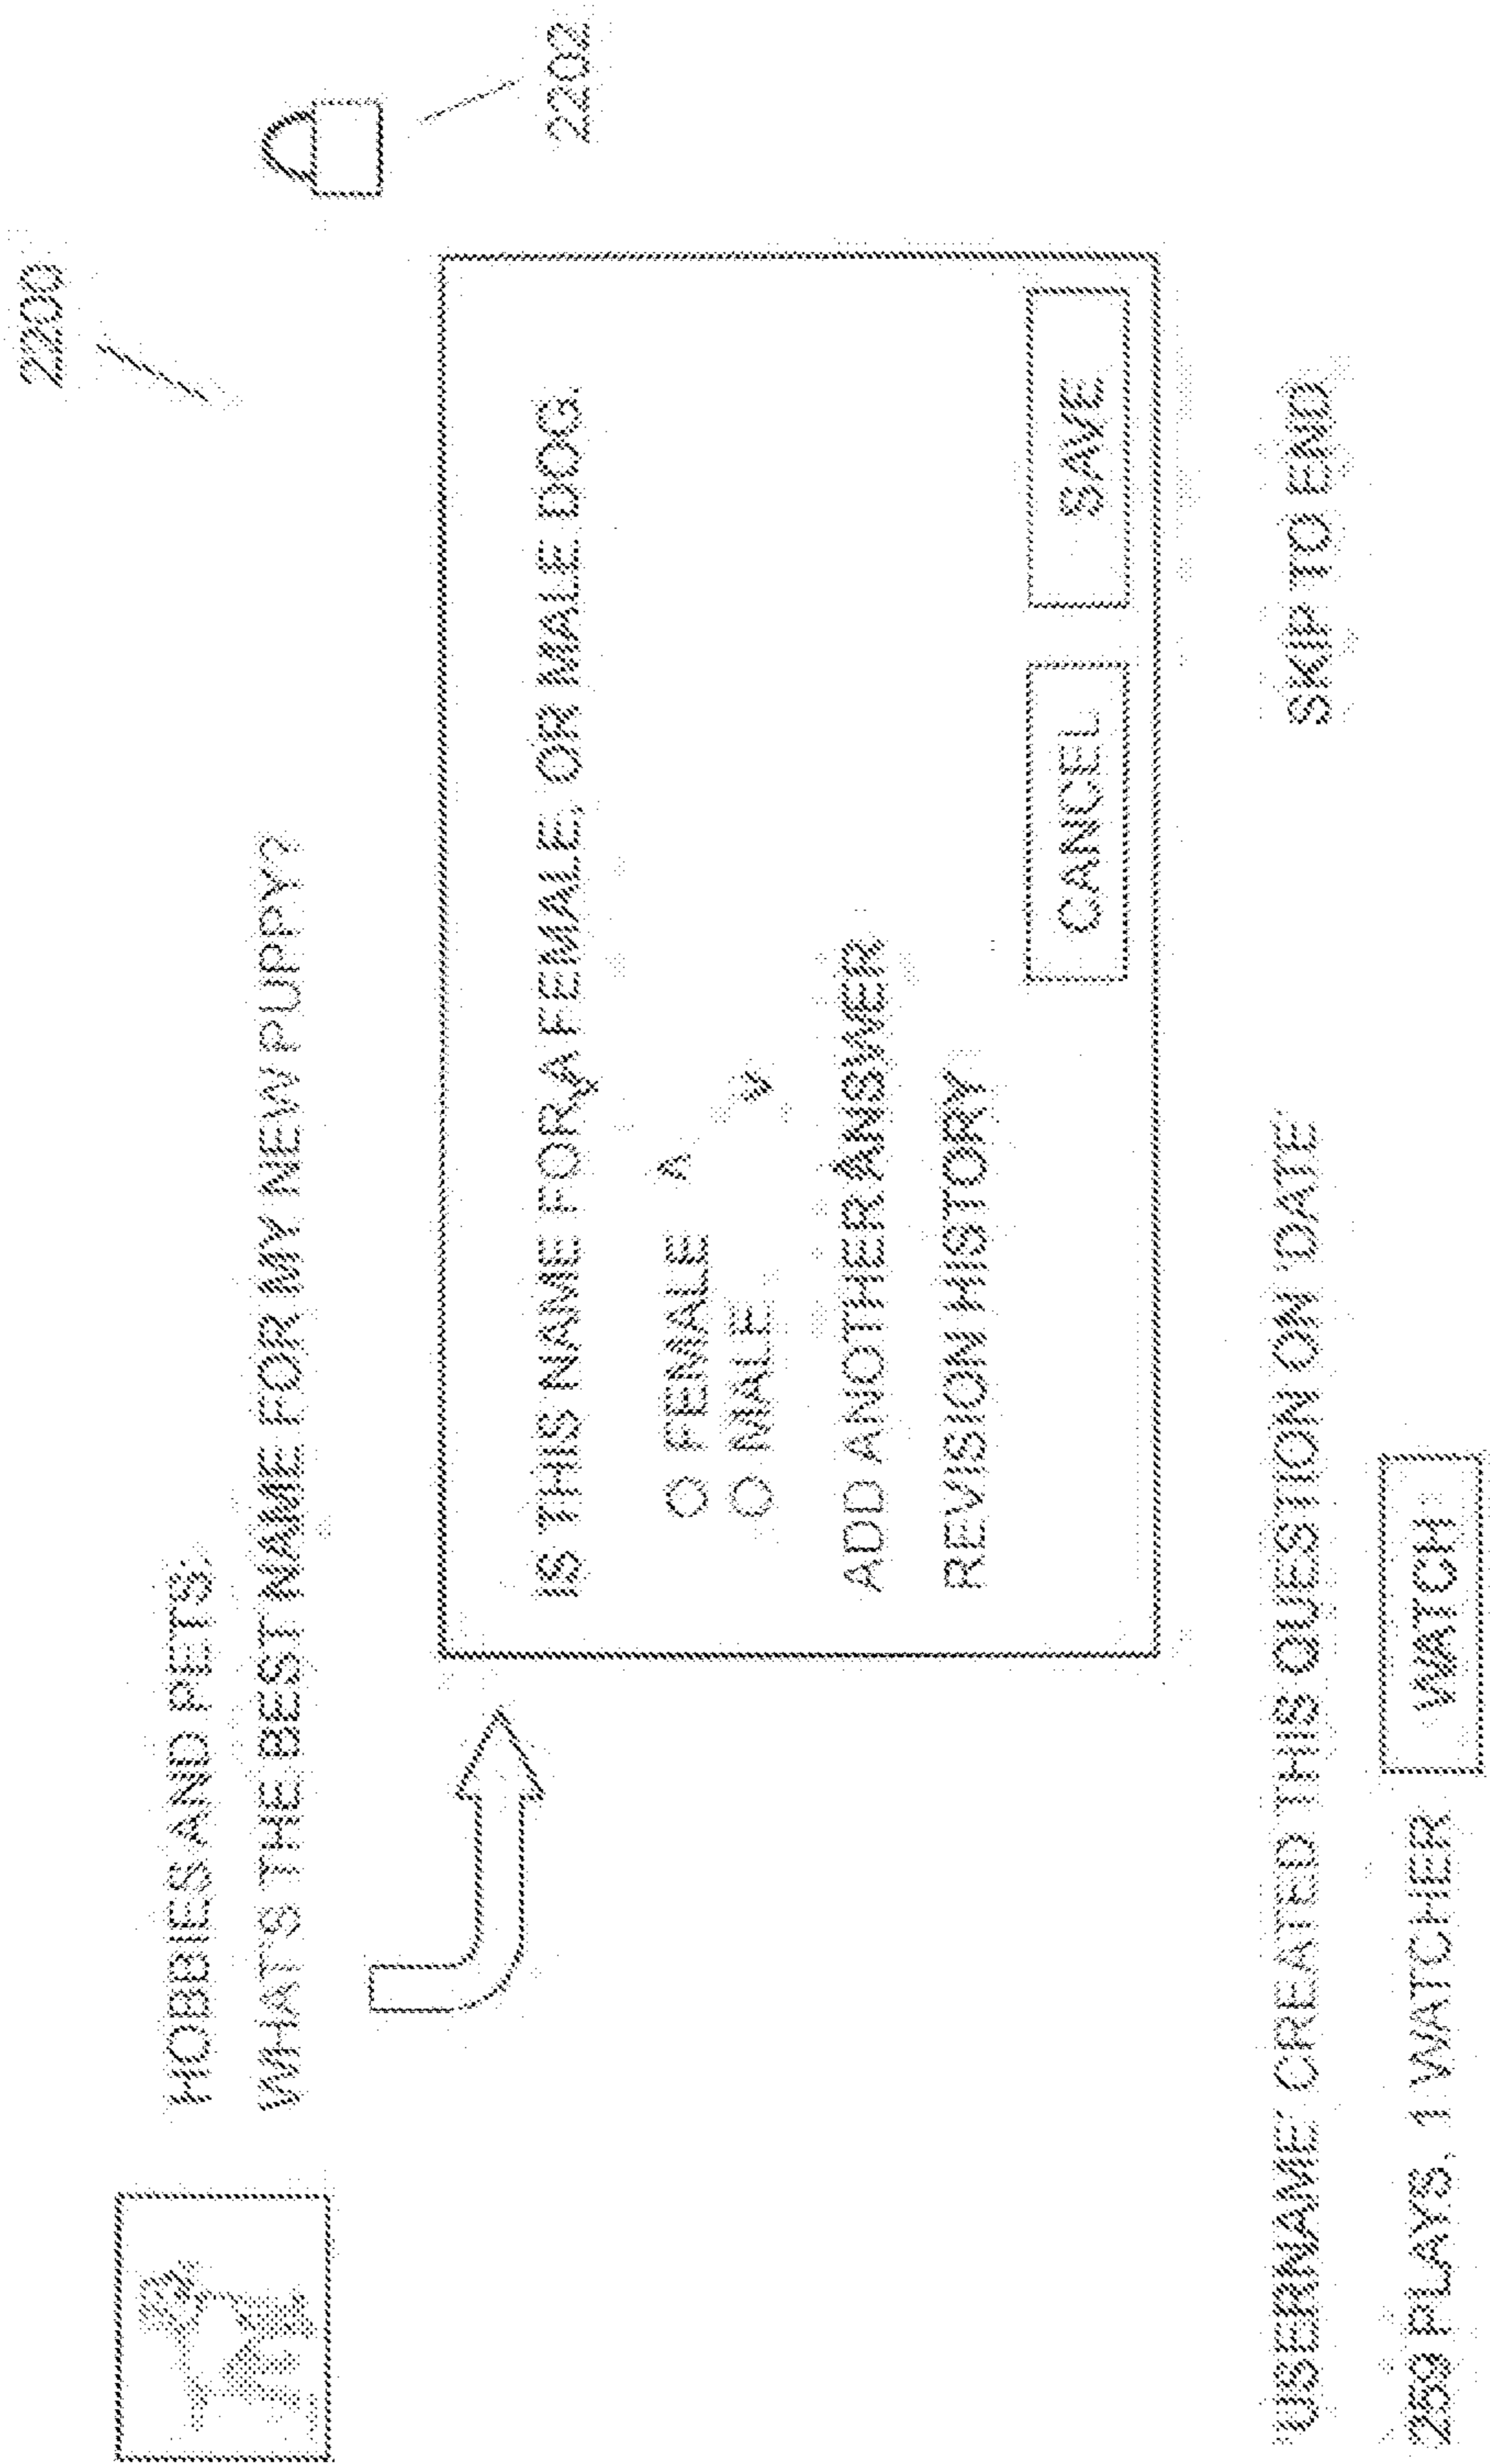 2200
2202
HOBBIES AND PETS:
WHAT'S THE BEST NAME FOR MY NEW PUPPY?
IS THIS NAME FOR A FEMALE, OR MALE DOG.
O FEMALE ∧
O MALE ∨
ADD ANOTHER ANSWER
REVISION HISTORY
CANCEL SAVE
'USERNAME' CREATED THIS QUESTION ON 'DATE'
SKIP TO END
259 PLAYS, 1 WATCHER WATCH